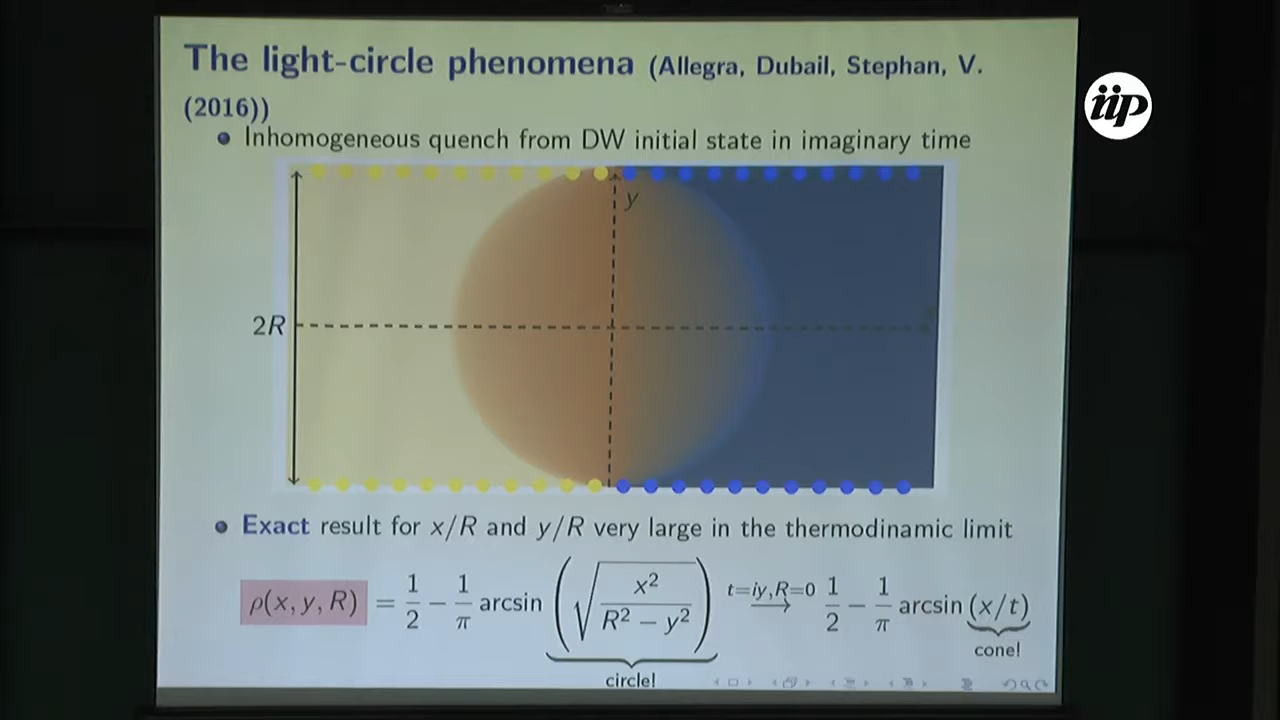 The light-circle phenomena (Allegra, Dubail, Stephan, V.
(2016))
Inhomogeneous quench from DW initial state in imaginary time
y
2R
Exact result for x/R and y/R very large in the thermodinamic limit
ρ(x, y, R) = 1/2 − 1/π arcsin (√(x²/(R² − y²))) t=iy,R=0 → 1/2 − 1/π arcsin (x/t)
circle!
cone!
iip